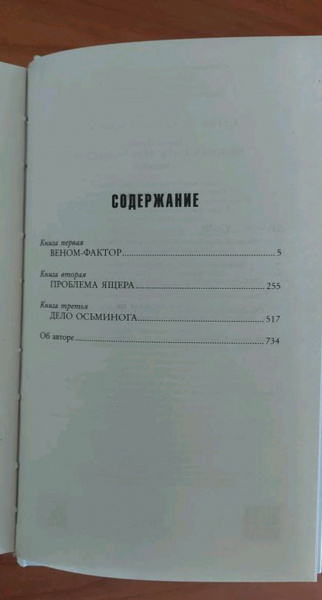 СОДЕРЖАНИЕ
Книга первая
ВЕНОМ-ФАКТОР 5
Книга вторая
ПРОБЛЕМА ЯЩЕРА 255
Книга третья
ДЕЛО ОСЬМИНОГА 517
Об авторе 734